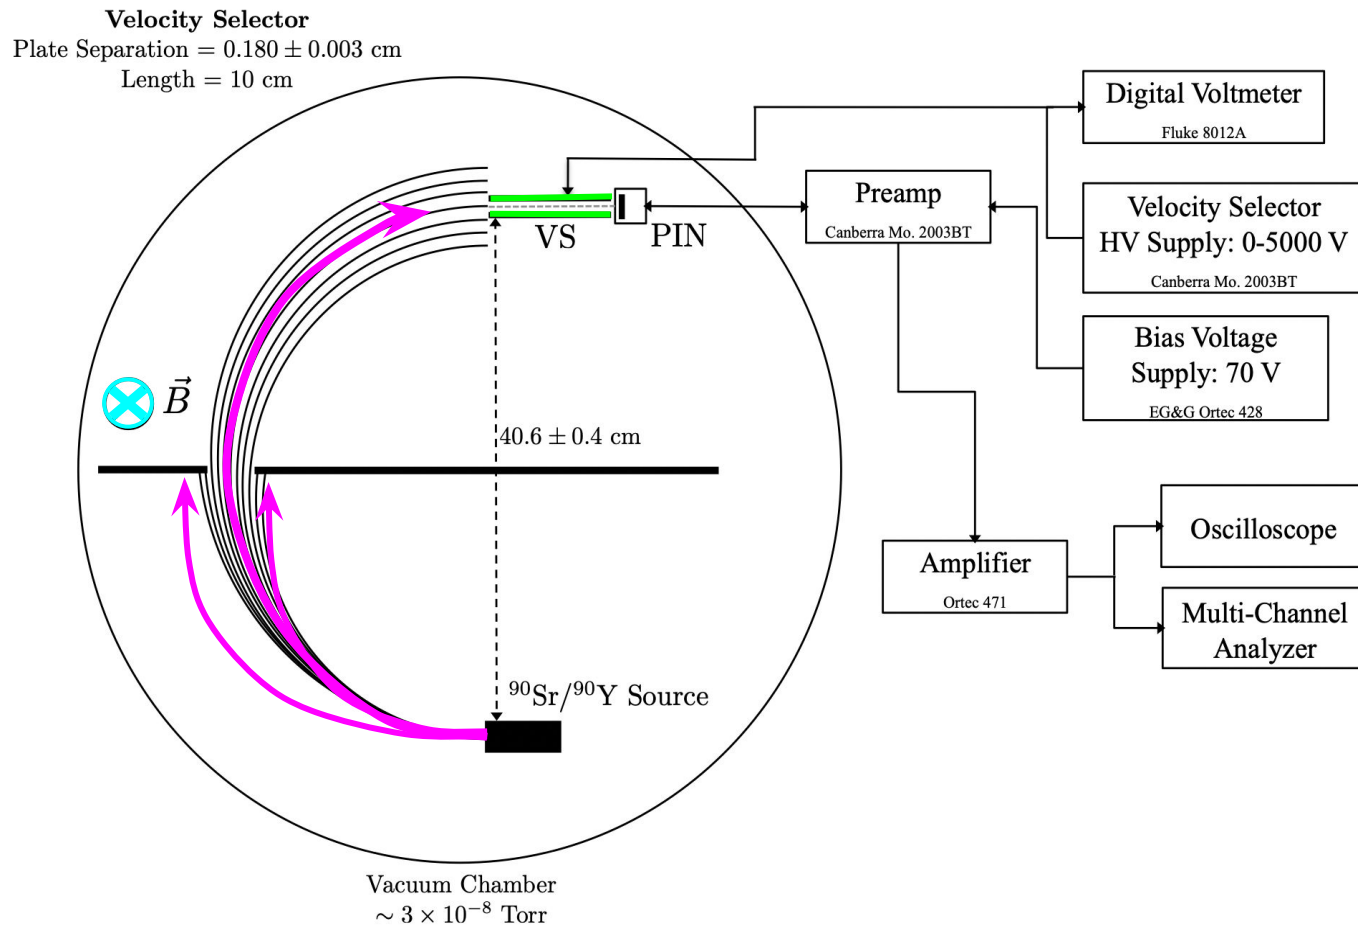 Velocity Selector
Plate Separation = 0.180 ± 0.003 cm
Length = 10 cm
Digital Voltmeter
Fluke 8012A
Preamp
Canberra Mo. 2003BT
Velocity Selector
HV Supply: 0-5000 V
Canberra Mo. 2003BT
VS
PIN
Bias Voltage
Supply: 70 V
EG&G Ortec 428
B⃗
40.6 ± 0.4 cm
Oscilloscope
Amplifier
Ortec 471
Multi-Channel
Analyzer
⁹⁰Sr/⁹⁰Y Source
Vacuum Chamber
∼ 3 × 10⁻⁸ Torr